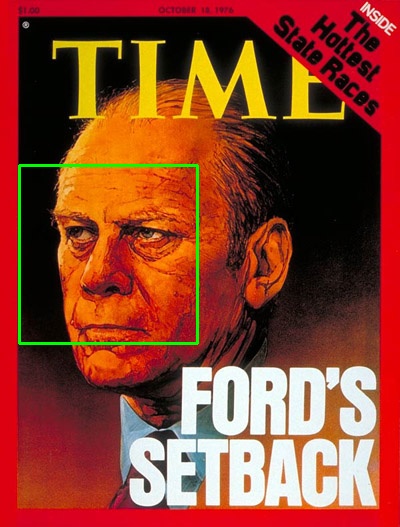 $1.00
OCTOBER 18, 1976
INSIDE
The
Hottest
State Races
®
TIME
FORD'S
SETBACK